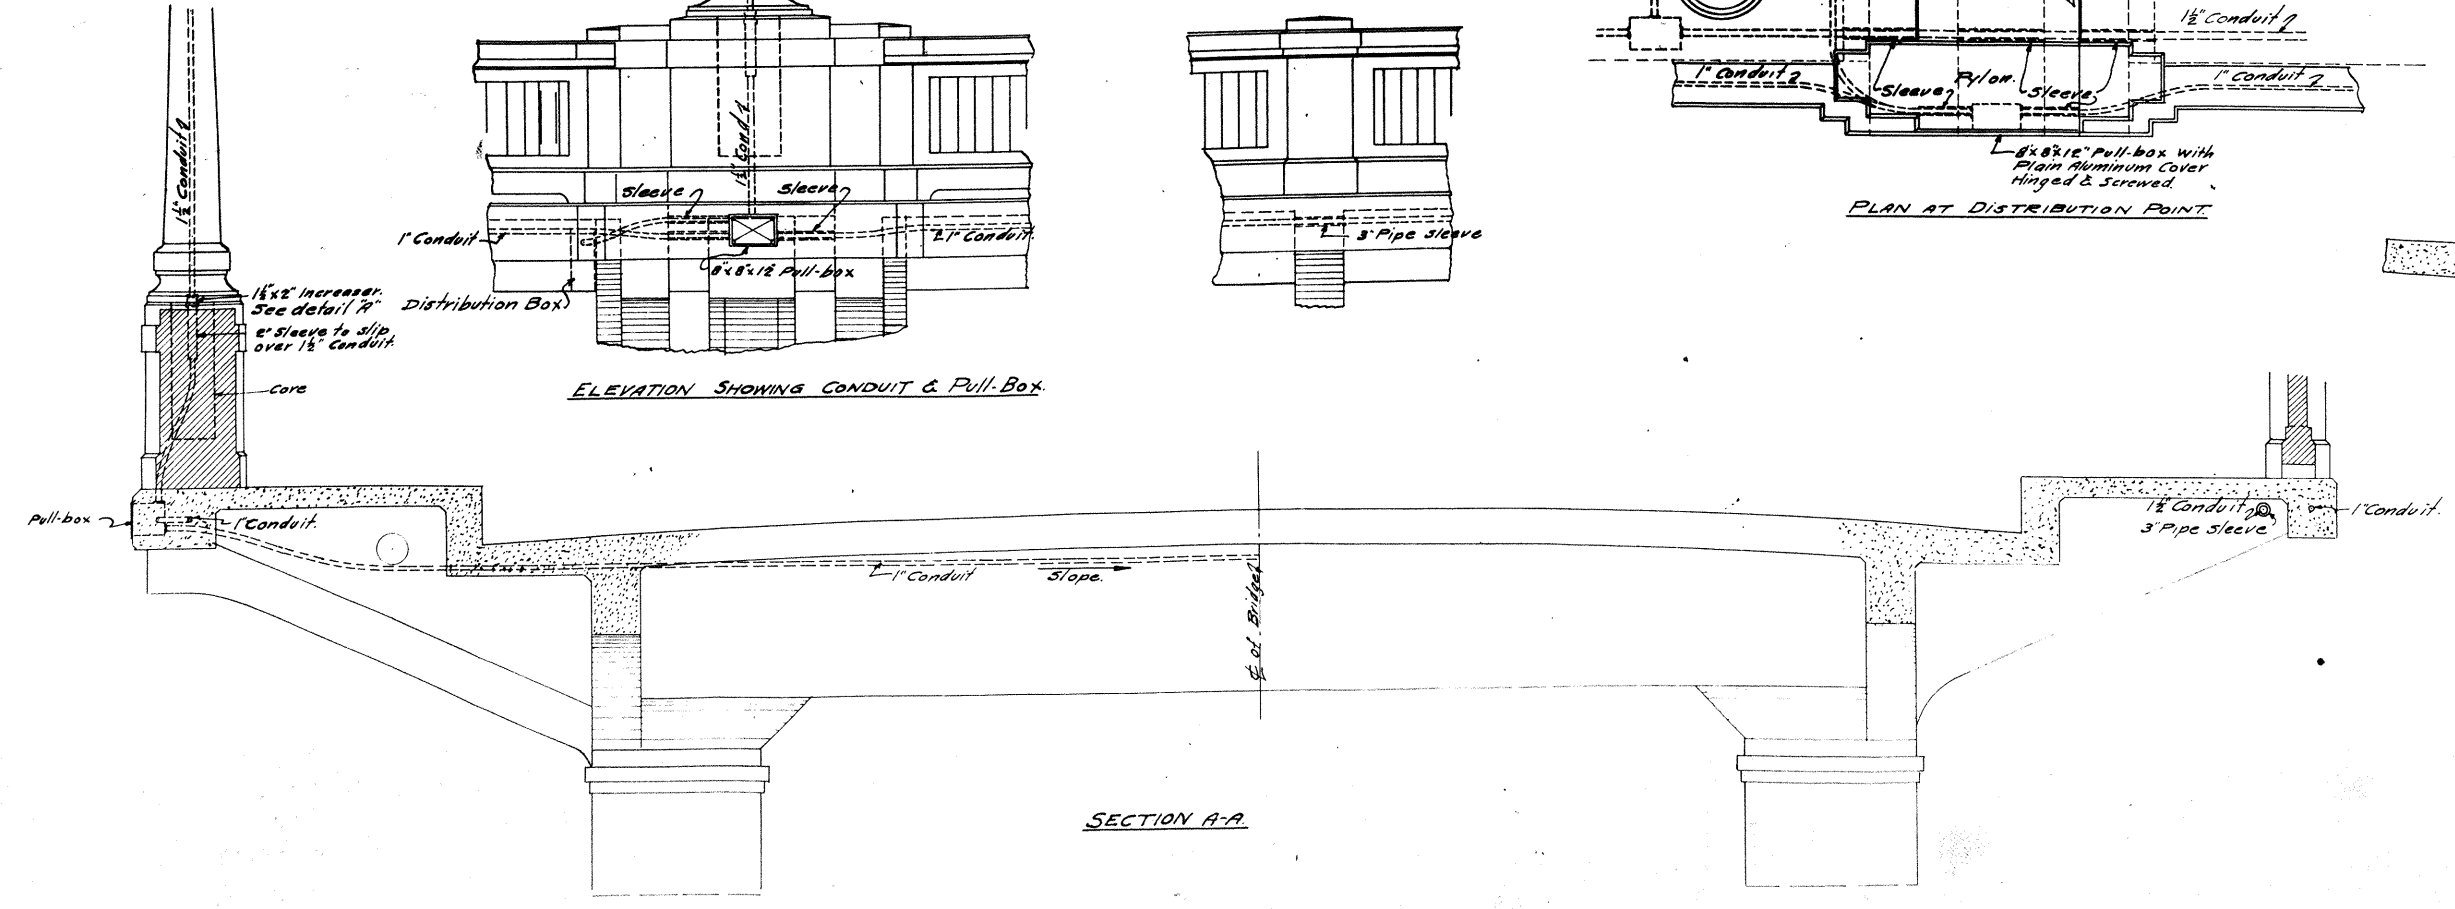 1½" Conduit
1½" Conduit
1" Conduit
Pylon.
1" Conduit
Sleeve
Sleeve
8"x8"x12" Pull-box with
Plain Aluminum Cover
Hinged & Screwed.
PLAN AT DISTRIBUTION POINT.
1½" Cond
Sleeve
Sleeve
1" Conduit
1" Conduit.
8"x8"x12" Pull-box
Distribution Box
3" Pipe sleeve
1½"x2" Increaser.
See detail "A"
2" Sleeve to slip
over 1½" Conduit.
Core
ELEVATION SHOWING CONDUIT & PULL-BOX.
Pull-box
1" Conduit.
1" Conduit
Slope.
℄ of Bridge
1½" Conduit
3" Pipe Sleeve
1" Conduit.
SECTION A-A.